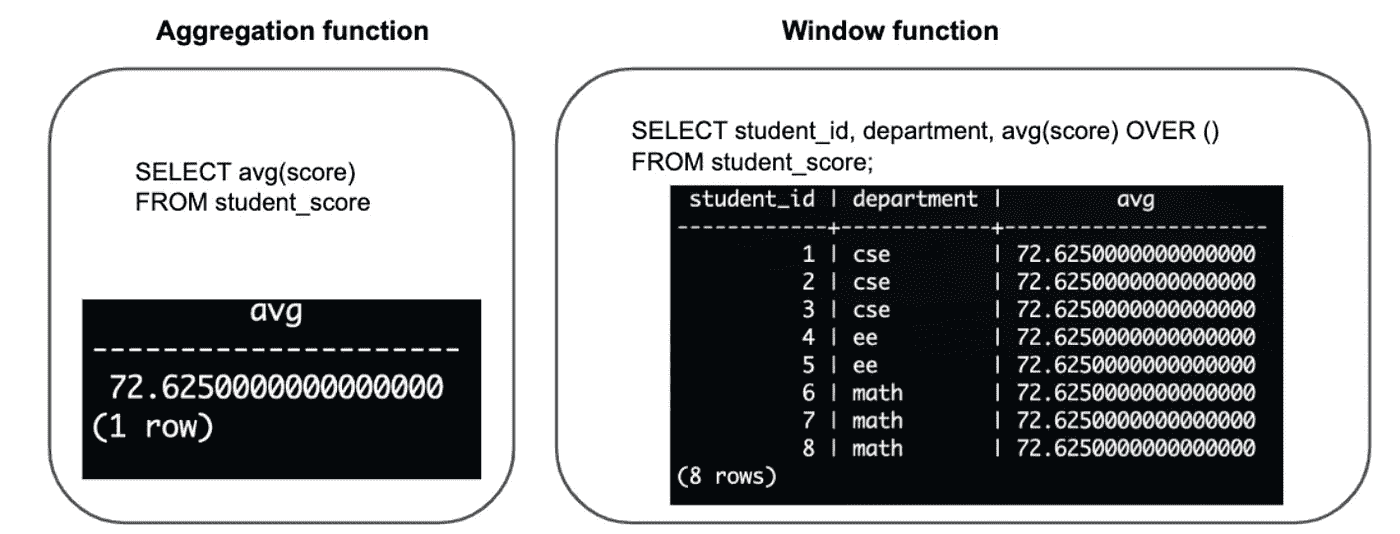 Aggregation function
SELECT avg(score)
FROM student_score
avg
----------------------
72.6250000000000000
(1 row)
Window function
SELECT student_id, department, avg(score) OVER ()
FROM student_score;
student_id | department | avg
------------+------------+---------------------
1 | cse | 72.6250000000000000
2 | cse | 72.6250000000000000
3 | cse | 72.6250000000000000
4 | ee | 72.6250000000000000
5 | ee | 72.6250000000000000
6 | math | 72.6250000000000000
7 | math | 72.6250000000000000
8 | math | 72.6250000000000000
(8 rows)